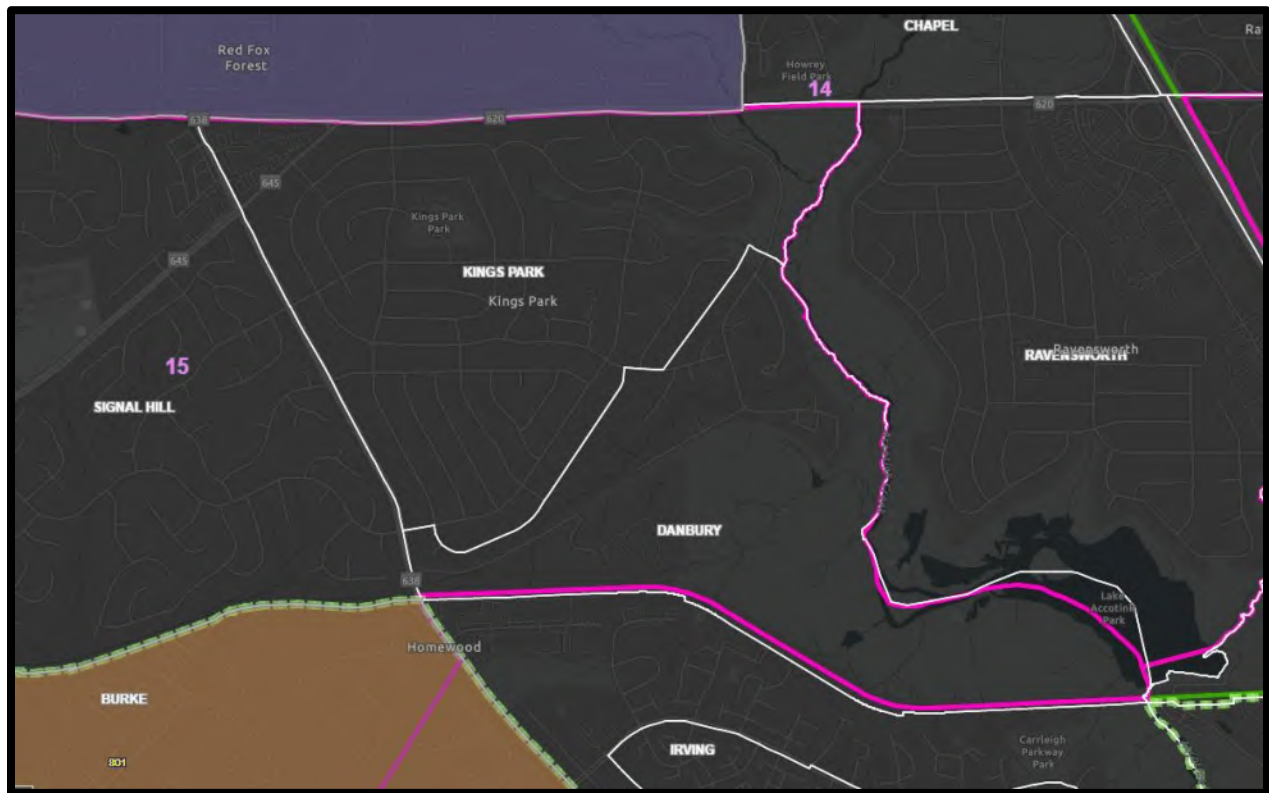 CHAPEL
Ra
Red Fox
Forest
Howrey
Field Park
14
620
638
620
645
Kings Park
Park
645
KINGS PARK
Kings Park
Ravensworth
RAVENSWORTH
15
SIGNAL HILL
DANBURY
638
Lake
Accotink
Park
Homewood
BURKE
Carrleigh
Parkway
Park
IRVING
801